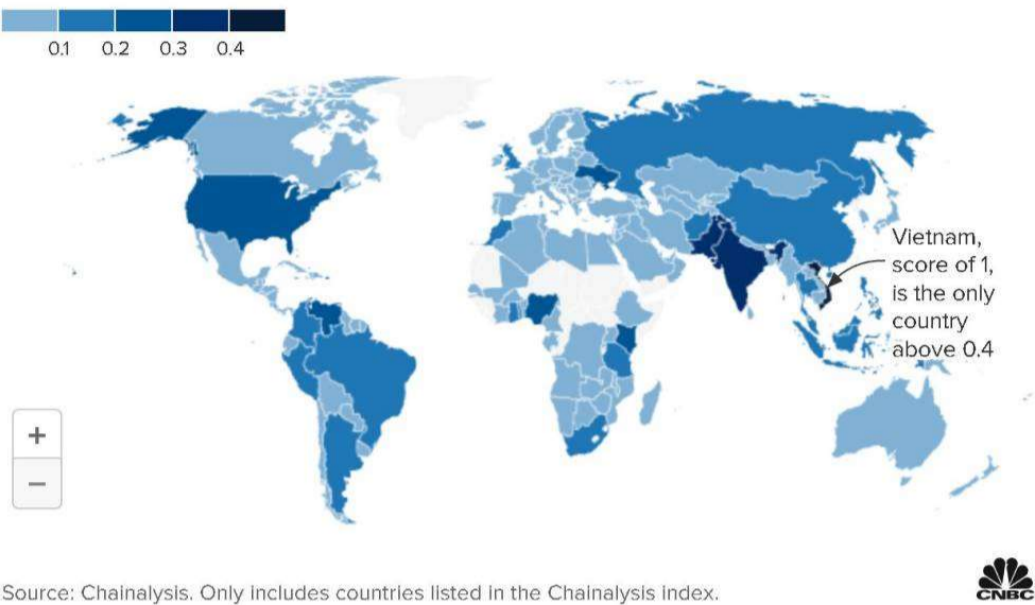 0.1 0.2 0.3 0.4
Vietnam,
score of 1,
is the only
country
above 0.4
+
−
Source: Chainalysis. Only includes countries listed in the Chainalysis index.
CNBC